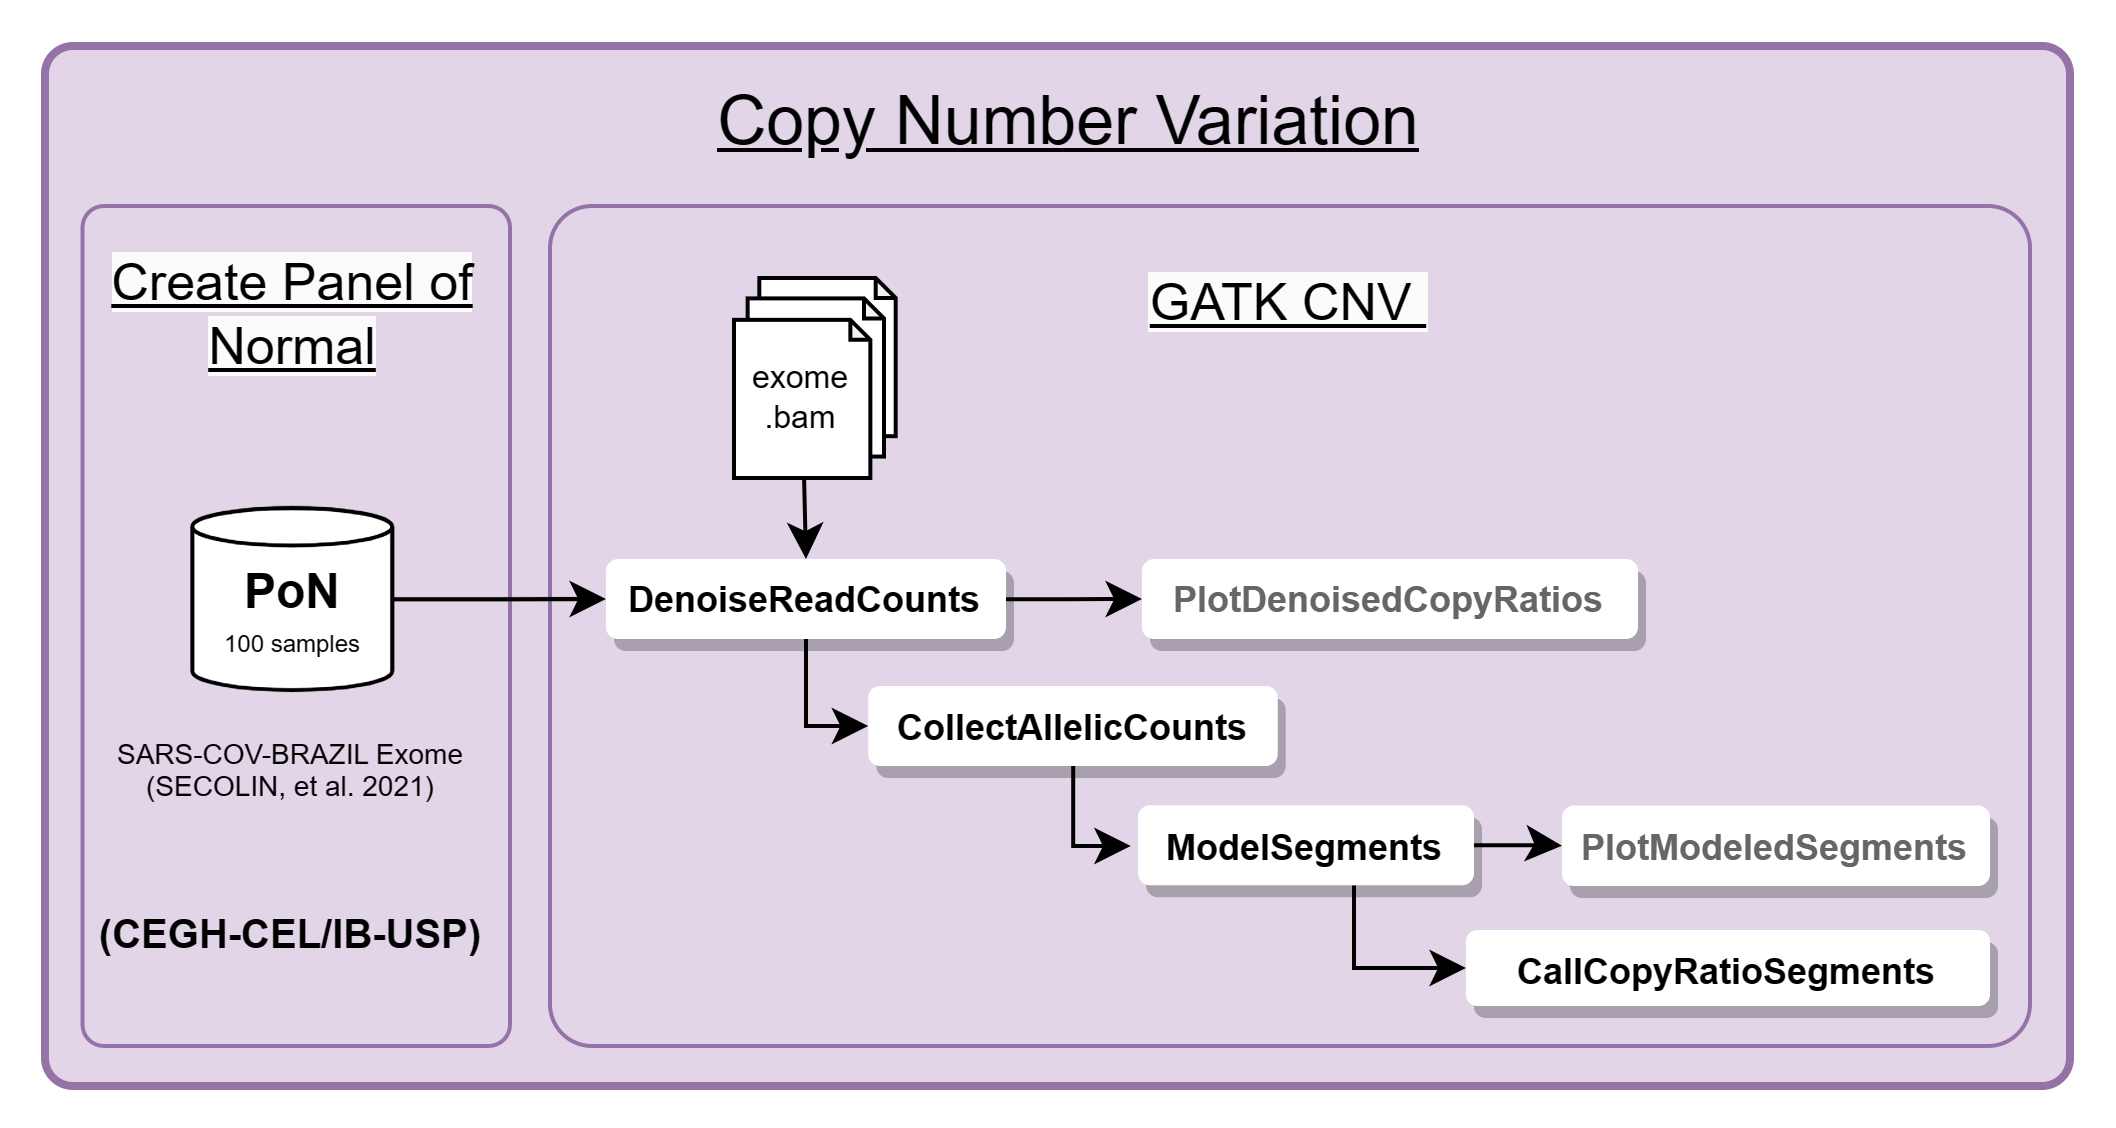 Copy Number Variation
Create Panel of
Normal
PoN
100 samples
SARS-COV-BRAZIL Exome
(SECOLIN, et al. 2021)
(CEGH-CEL/IB-USP)
GATK CNV
exome
.bam
DenoiseReadCounts
PlotDenoisedCopyRatios
CollectAllelicCounts
ModelSegments
PlotModeledSegments
CallCopyRatioSegments